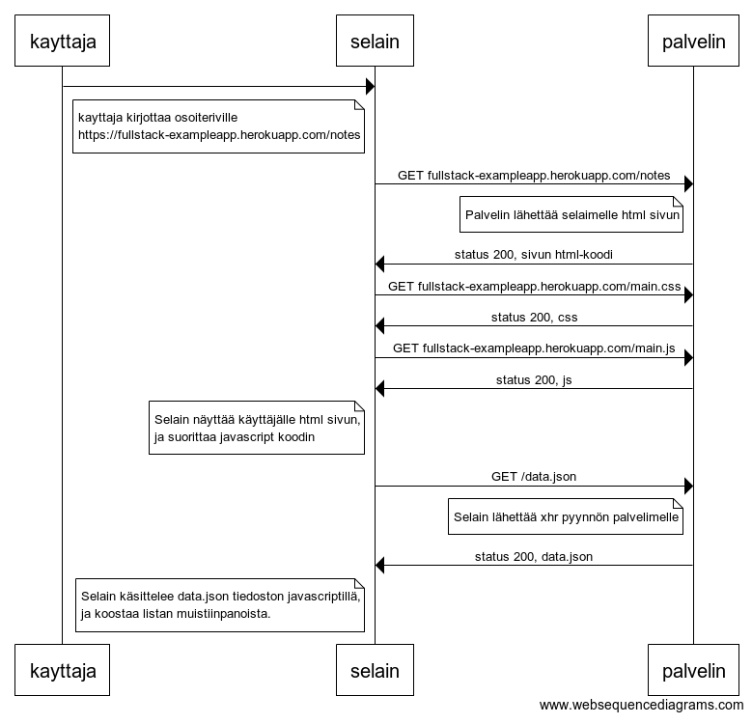 kayttaja
selain
palvelin
kayttaja kirjottaa osoiteriville
https://fullstack-exampleapp.herokuapp.com/notes
GET fullstack-exampleapp.herokuapp.com/notes
Palvelin lähettää selaimelle html sivun
status 200, sivun html-koodi
GET fullstack-exampleapp.herokuapp.com/main.css
status 200, css
GET fullstack-exampleapp.herokuapp.com/main.js
status 200, js
Selain näyttää käyttäjälle html sivun,
ja suorittaa javascript koodin
GET /data.json
Selain lähettää xhr pyynnön palvelimelle
status 200, data.json
Selain käsittelee data.json tiedoston javascriptillä,
ja koostaa listan muistiinpanoista.
kayttaja
selain
palvelin
www.websequencediagrams.com